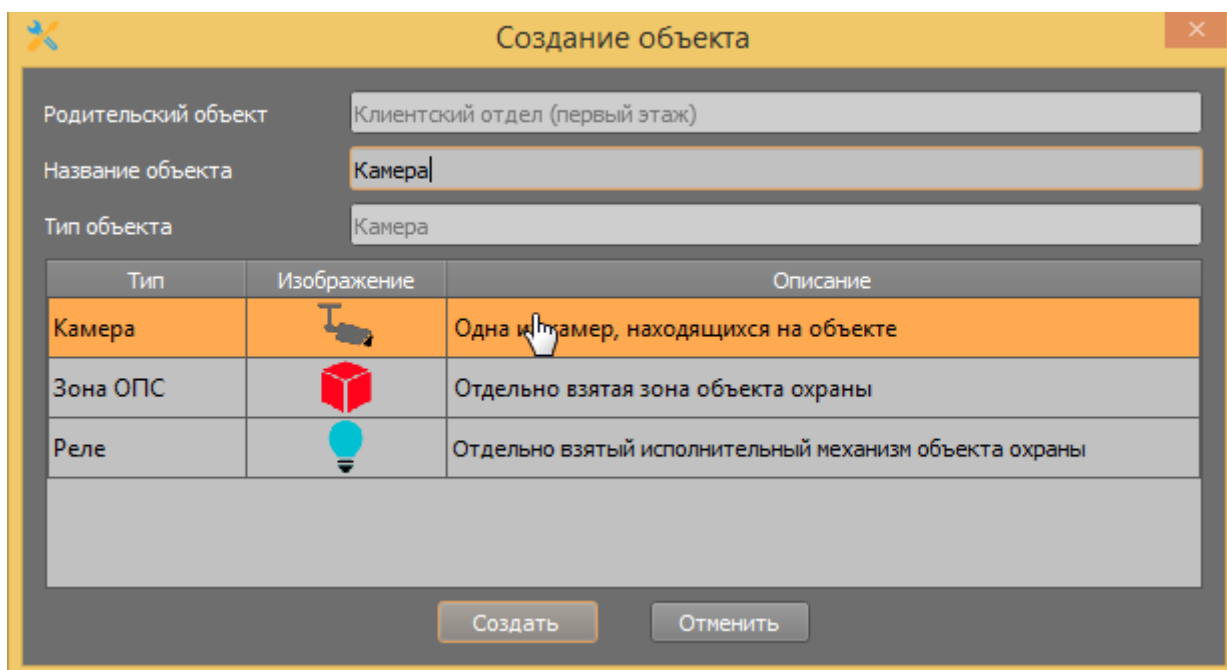 Создание объекта
Родительский объект Клиентский отдел (первый этаж)
Название объекта Камера
Тип объекта Камера
Тип Изображение Описание
Камера Одна камер, находящихся на объекте
Зона ОПС Отдельно взятая зона объекта охраны
Реле Отдельно взятый исполнительный механизм объекта охраны
Создать Отменить